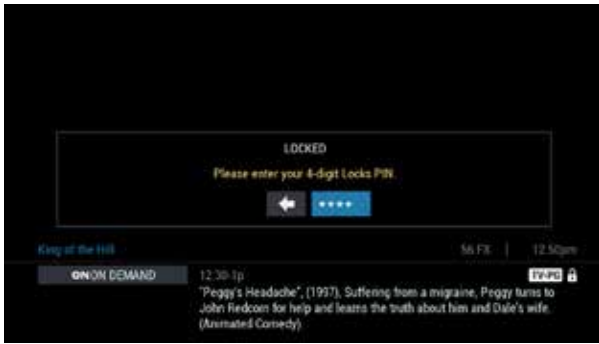 LOCKED
Please enter your 4-digit Locks PIN.
****
King of the Hill 56 FX | 12:50pm
ONON DEMAND 12:30-1p TV-PG
"Peggy's Headache", (1997), Suffering from a migraine, Peggy turns to
John Redcorn for help and learns the truth about him and Dale's wife.
(Animated Comedy)